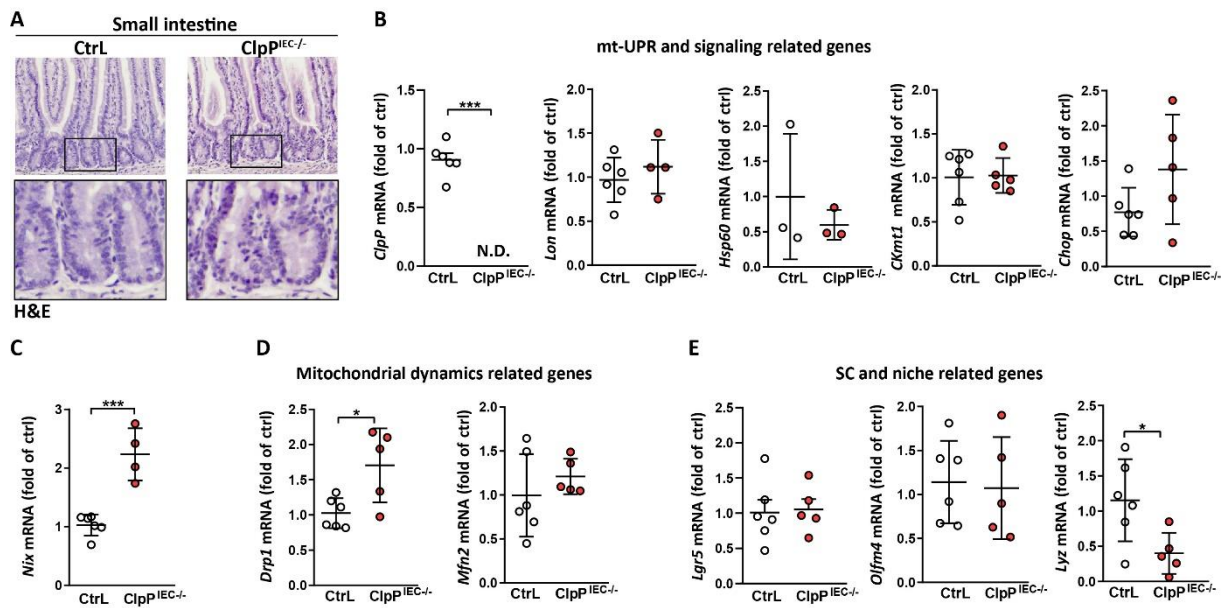 A
Small intestine
CtrL
ClpP IEC-/-
H&E
B
mt-UPR and signaling related genes
ClpP mRNA (fold of ctrl)
1.5
1.0
0.5
0.0
***
N.D.
CtrL
ClpP IEC-/-
Lon mRNA (fold of ctrl)
2.0
1.5
1.0
0.5
0.0
CtrL
ClpP IEC-/-
Hsp60 mRNA (fold of ctrl)
2.5
2.0
1.5
1.0
0.5
0.0
CtrL
ClpP IEC-/-
CKmt1 mRNA (fold of ctrl)
2.0
1.5
1.0
0.5
0.0
CtrL
ClpP IEC-/-
Chop mRNA (fold of ctrl)
2.5
2.0
1.5
1.0
0.5
0.0
CtrL
ClpP IEC-/-
C
Nix mRNA (fold of ctrl)
3
2
1
0
***
CtrL
ClpP IEC-/-
D
Mitochondrial dynamics related genes
Drp1 mRNA (fold of ctrl)
2.5
2.0
1.5
1.0
0.5
0.0
*
CtrL
ClpP IEC-/-
Mfn2 mRNA (fold of ctrl)
2.0
1.5
1.0
0.5
0.0
CtrL
ClpP IEC-/-
E
SC and niche related genes
Lgr5 mRNA (fold of ctrl)
2.5
2.0
1.5
1.0
0.5
0.0
CtrL
ClpP IEC-/-
Olfm4 mRNA (fold of ctrl)
2.0
1.5
1.0
0.5
0.0
CtrL
ClpP IEC-/-
Lyz mRNA (fold of ctrl)
2.5
2.0
1.5
1.0
0.5
0.0
*
CtrL
ClpP IEC-/-